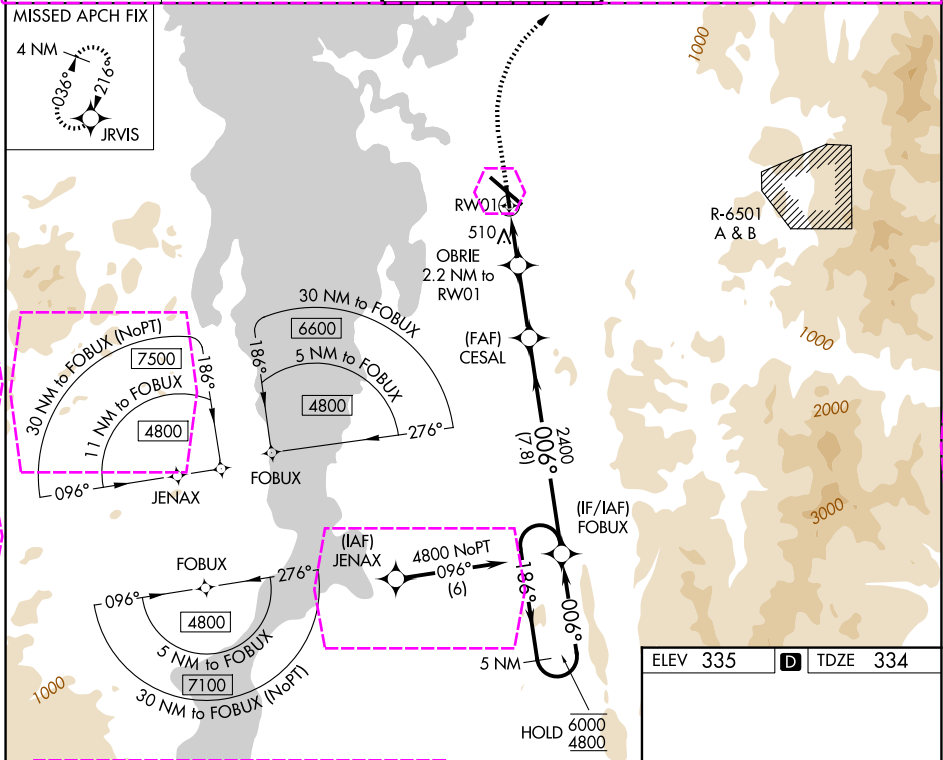 MISSED APCH FIX
4 NM
036°
216°
JRVIS
1000
R-6501
A & B
RW01
510
OBRIE
2.2 NM to
RW01
(FAF)
CESAL
1000
2000
3000
30 NM to FOBUX (NoPT)
7500
186°
11 NM to FOBUX
4800
096°
JENAX
30 NM to FOBUX
6600
186°
5 NM to FOBUX
4800
276°
FOBUX
2400
006°
(7.8)
(IF/IAF)
FOBUX
(IAF)
JENAX
4800 NoPT
096°
(6)
186°
006°
5 NM
HOLD 6000
4800
FOBUX
276°
096°
4800
5 NM to FOBUX
7100
30 NM to FOBUX (NoPT)
1000
ELEV 335 D TDZE 334